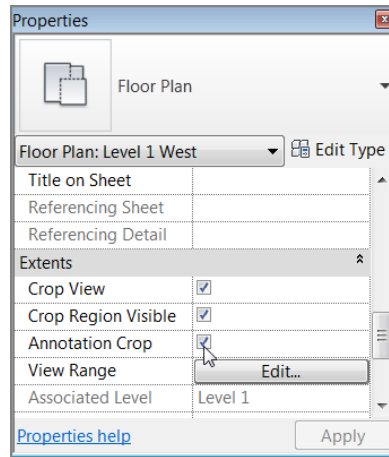 Properties
Floor Plan
Floor Plan: Level 1 West Edit Type
Title on Sheet
Referencing Sheet
Referencing Detail
Extents
Crop View
Crop Region Visible
Annotation Crop
View Range Edit...
Associated Level Level 1
Properties help Apply